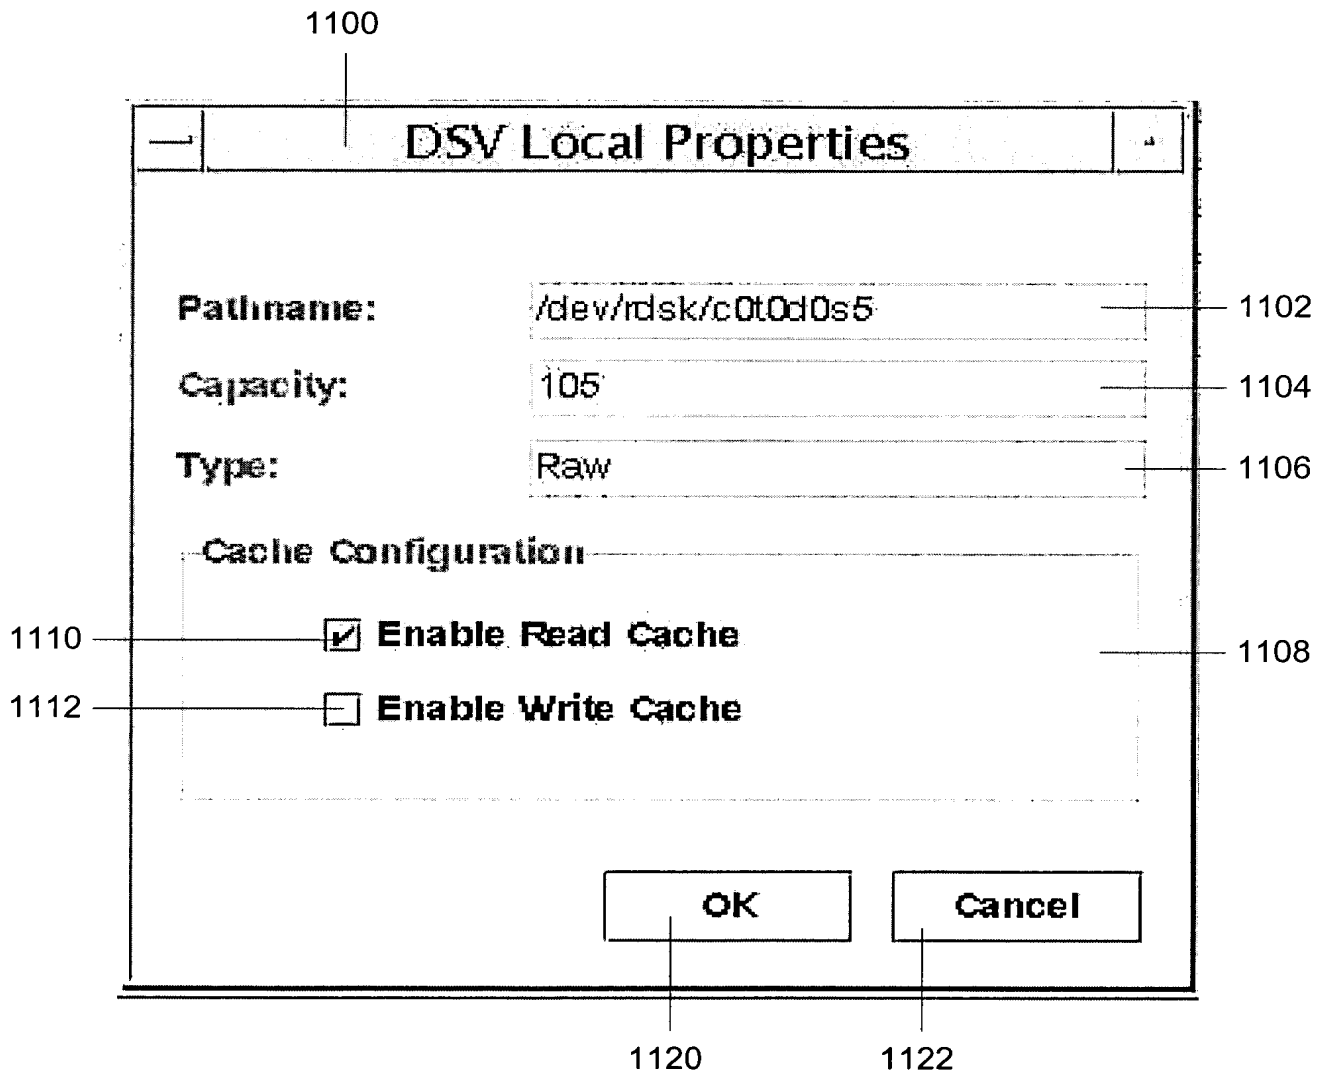 1100
DSV Local Properties
Pathname: /dev/rdsk/c0t0d0s5 1102
Capacity: 105 1104
Type: Raw 1106
Cache Configuration
1110 Enable Read Cache
1108
1112 Enable Write Cache
OK Cancel
1120 1122